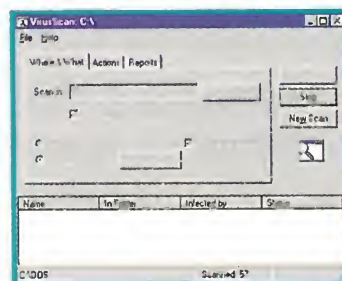 VirusScan: C:\
File Help
Where & What Actions Reports
Scan in
Stop
New Scan
Name In Folder Infected by Status
C:\DOS Scanned: 57